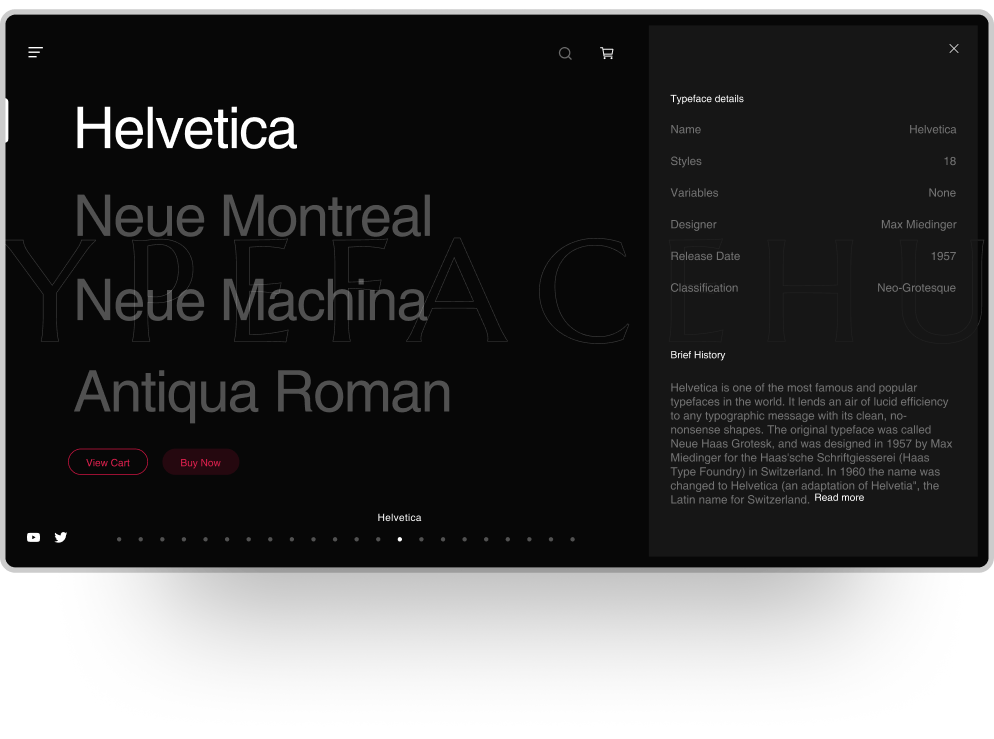 Helvetica
Neue Montreal
Neue Machina
Antiqua Roman
YPEFACEHU
View Cart
Buy Now
Helvetica
Typeface details
Name Helvetica
Styles 18
Variables None
Designer Max Miedinger
Release Date 1957
Classification Neo-Grotesque
Brief History
Helvetica is one of the most famous and popular
typefaces in the world. It lends an air of lucid efficiency
to any typographic message with its clean, no-
nonsense shapes. The original typeface was called
Neue Haas Grotesk, and was designed in 1957 by Max
Miedinger for the Haas'sche Schriftgiesserei (Haas
Type Foundry) in Switzerland. In 1960 the name was
changed to Helvetica (an adaptation of Helvetia", the
Latin name for Switzerland. Read more